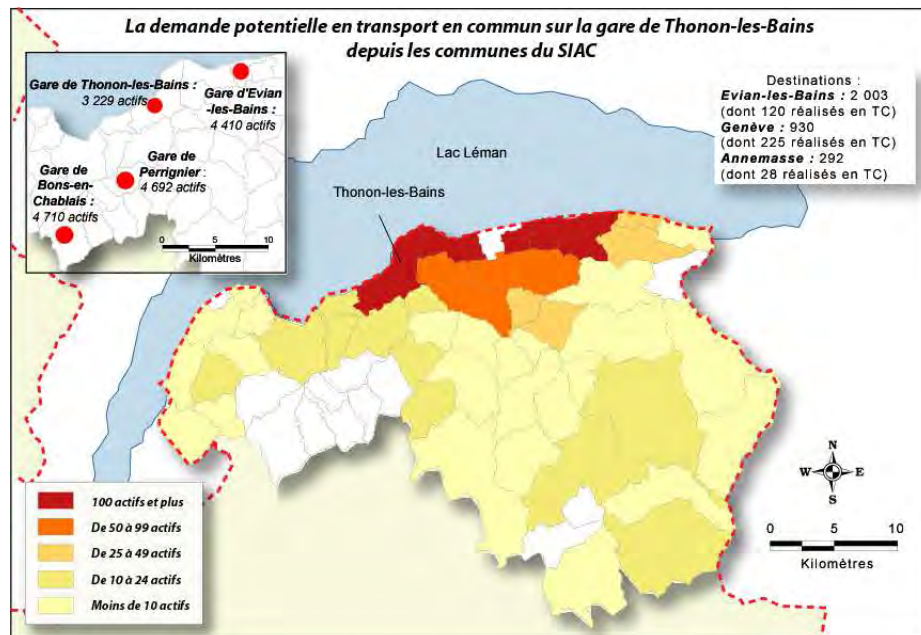 La demande potentielle en transport en commun sur la gare de Thonon-les-Bains
depuis les communes du SIAC
Gare de Thonon-les-Bains :
3 229 actifs
Gare d'Evian
-les-Bains :
4 410 actifs
Gare de
Bons-en-
Chablais :
4 710 actifs
Gare de
Perrignier :
4 692 actifs
0 5 10
Kilomètres
Destinations :
Evian-les-Bains : 2 003
(dont 120 réalisés en TC)
Genève : 930
(dont 225 réalisés en TC)
Annemasse : 292
(dont 28 réalisés en TC)
Lac Léman
Thonon-les-Bains
100 actifs et plus
De 50 à 99 actifs
De 25 à 49 actifs
De 10 à 24 actifs
Moins de 10 actifs
N
W E
S
0 5 10
Kilomètres